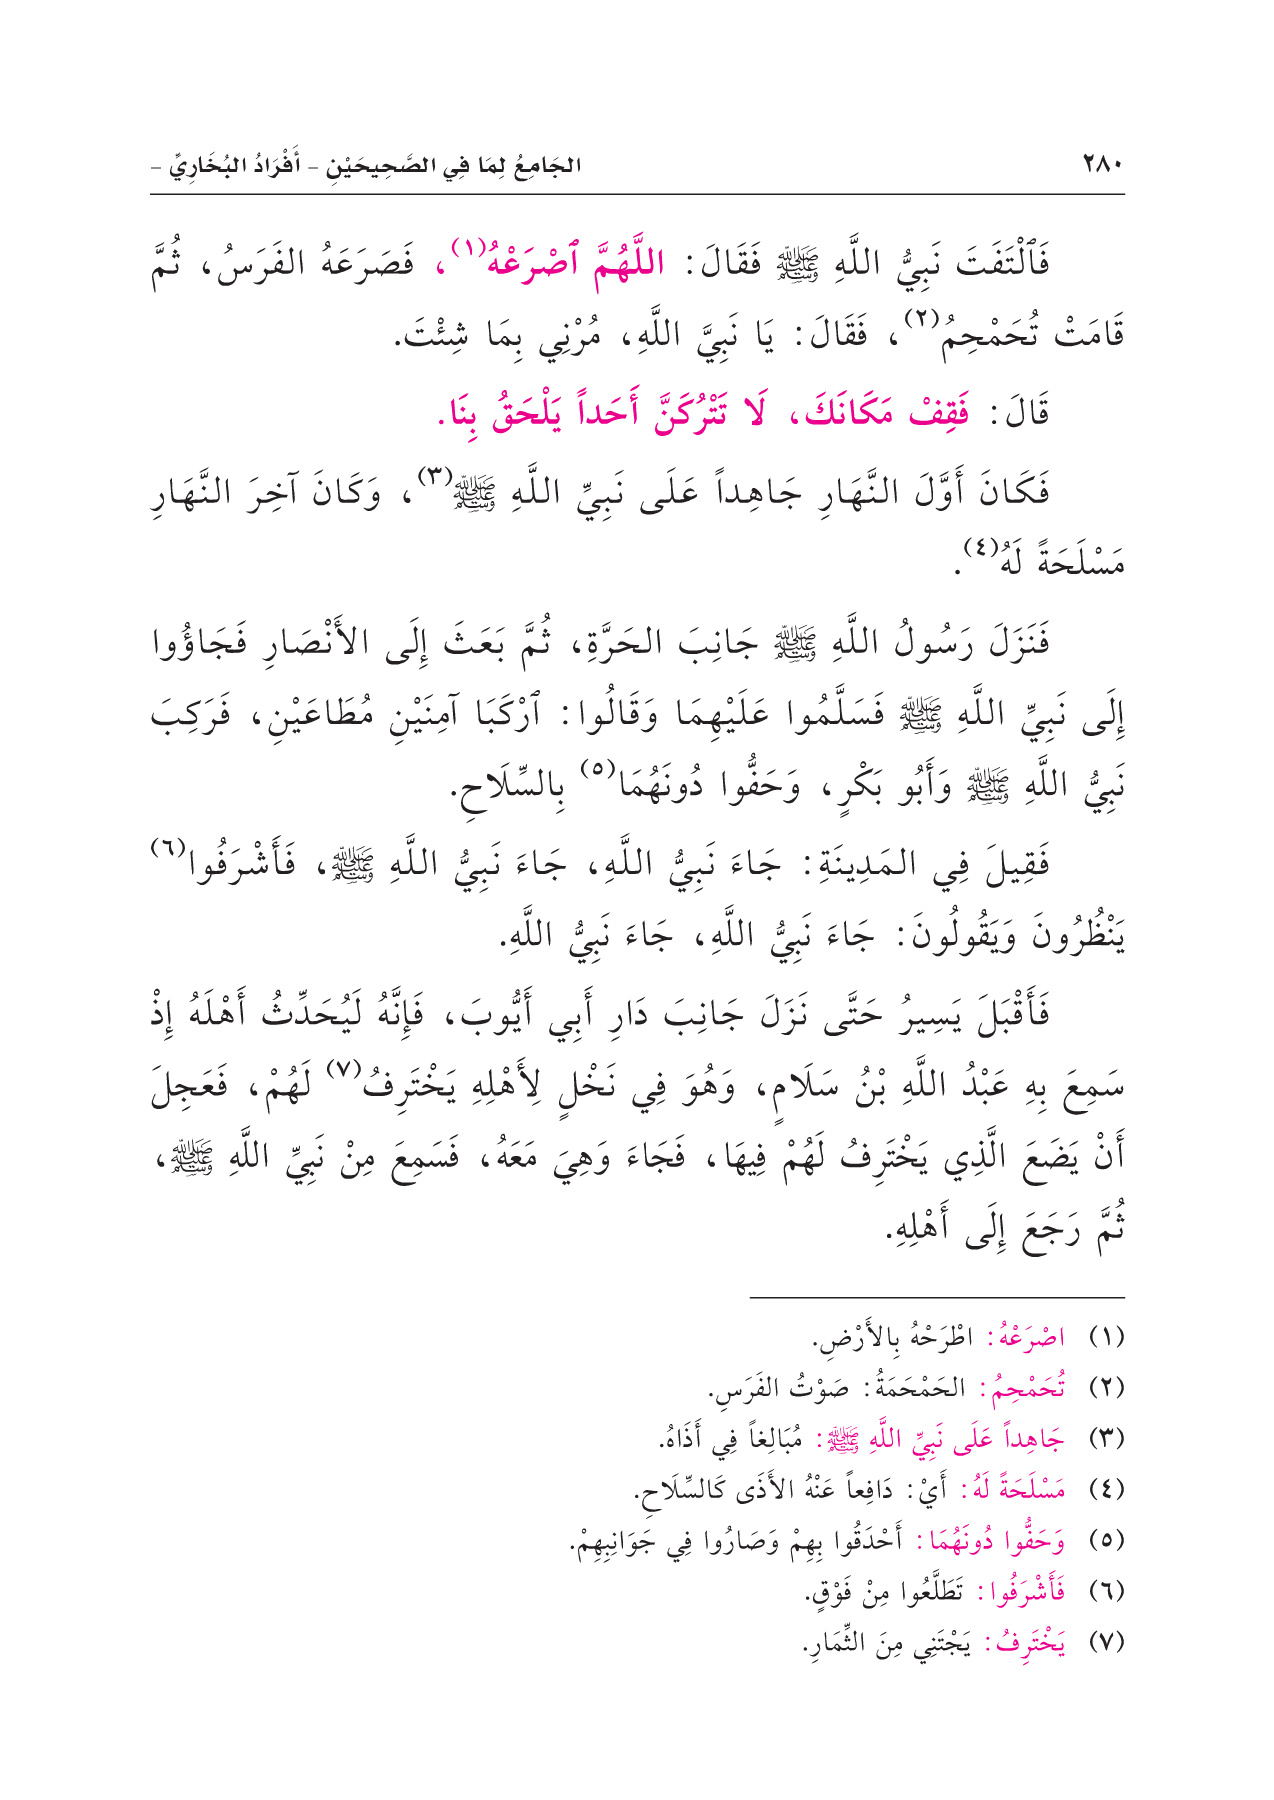 ٢٨٠ الجَامِعُ لِمَا فِي الصَّحِيحَيْنِ – أَفْرَادُ البُخَارِيِّ –
فَٱلْتَفَتَ نَبِيُّ اللَّهِ ﷺ فَقَالَ: اللَّهُمَّ ٱصْرَعْهُ(١)، فَصَرَعَهُ الفَرَسُ، ثُمَّ
قَامَتْ تُحَمْحِمُ(٢)، فَقَالَ: يَا نَبِيَّ اللَّهِ، مُرْنِي بِمَا شِئْتَ.
قَالَ: فَقِفْ مَكَانَكَ، لَا تَتْرُكَنَّ أَحَداً يَلْحَقُ بِنَا.
فَكَانَ أَوَّلَ النَّهَارِ جَاهِداً عَلَى نَبِيِّ اللَّهِ ﷺ(٣)، وَكَانَ آخِرَ النَّهَارِ
مَسْلَحَةً لَهُ(٤).
فَنَزَلَ رَسُولُ اللَّهِ ﷺ جَانِبَ الحَرَّةِ، ثُمَّ بَعَثَ إِلَى الأَنْصَارِ فَجَاؤُوا
إِلَى نَبِيِّ اللَّهِ ﷺ فَسَلَّمُوا عَلَيْهِمَا وَقَالُوا: ٱرْكَبَا آمِنَيْنِ مُطَاعَيْنِ، فَرَكِبَ
نَبِيُّ اللَّهِ ﷺ وَأَبُو بَكْرٍ، وَحَفُّوا دُونَهُمَا(٥) بِالسِّلَاحِ.
فَقِيلَ فِي المَدِينَةِ: جَاءَ نَبِيُّ اللَّهِ، جَاءَ نَبِيُّ اللَّهِ ﷺ، فَأَشْرَفُوا(٦)
يَنْظُرُونَ وَيَقُولُونَ: جَاءَ نَبِيُّ اللَّهِ، جَاءَ نَبِيُّ اللَّهِ.
فَأَقْبَلَ يَسِيرُ حَتَّى نَزَلَ جَانِبَ دَارِ أَبِي أَيُّوبَ، فَإِنَّهُ لَيُحَدِّثُ أَهْلَهُ إِذْ
سَمِعَ بِهِ عَبْدُ اللَّهِ بْنُ سَلَامٍ، وَهُوَ فِي نَخْلٍ لِأَهْلِهِ يَخْتَرِفُ(٧) لَهُمْ، فَعَجِلَ
أَنْ يَضَعَ الَّذِي يَخْتَرِفُ لَهُمْ فِيهَا، فَجَاءَ وَهِيَ مَعَهُ، فَسَمِعَ مِنْ نَبِيِّ اللَّهِ ﷺ،
ثُمَّ رَجَعَ إِلَى أَهْلِهِ.
(١) اصْرَعْهُ: اطْرَحْهُ بِالأَرْضِ.
(٢) تُحَمْحِمُ: الحَمْحَمَةُ: صَوْتُ الفَرَسِ.
(٣) جَاهِداً عَلَى نَبِيِّ اللَّهِ ﷺ: مُبَالِغاً فِي أَذَاهُ.
(٤) مَسْلَحَةً لَهُ: أَيْ: دَافِعاً عَنْهُ الأَذَى كَالسِّلَاحِ.
(٥) وَحَفُّوا دُونَهُمَا: أَحْدَقُوا بِهِمْ وَصَارُوا فِي جَوَانِبِهِمْ.
(٦) فَأَشْرَفُوا: تَطَلَّعُوا مِنْ فَوْقٍ.
(٧) يَخْتَرِفُ: يَجْتَنِي مِنَ الثِّمَارِ.